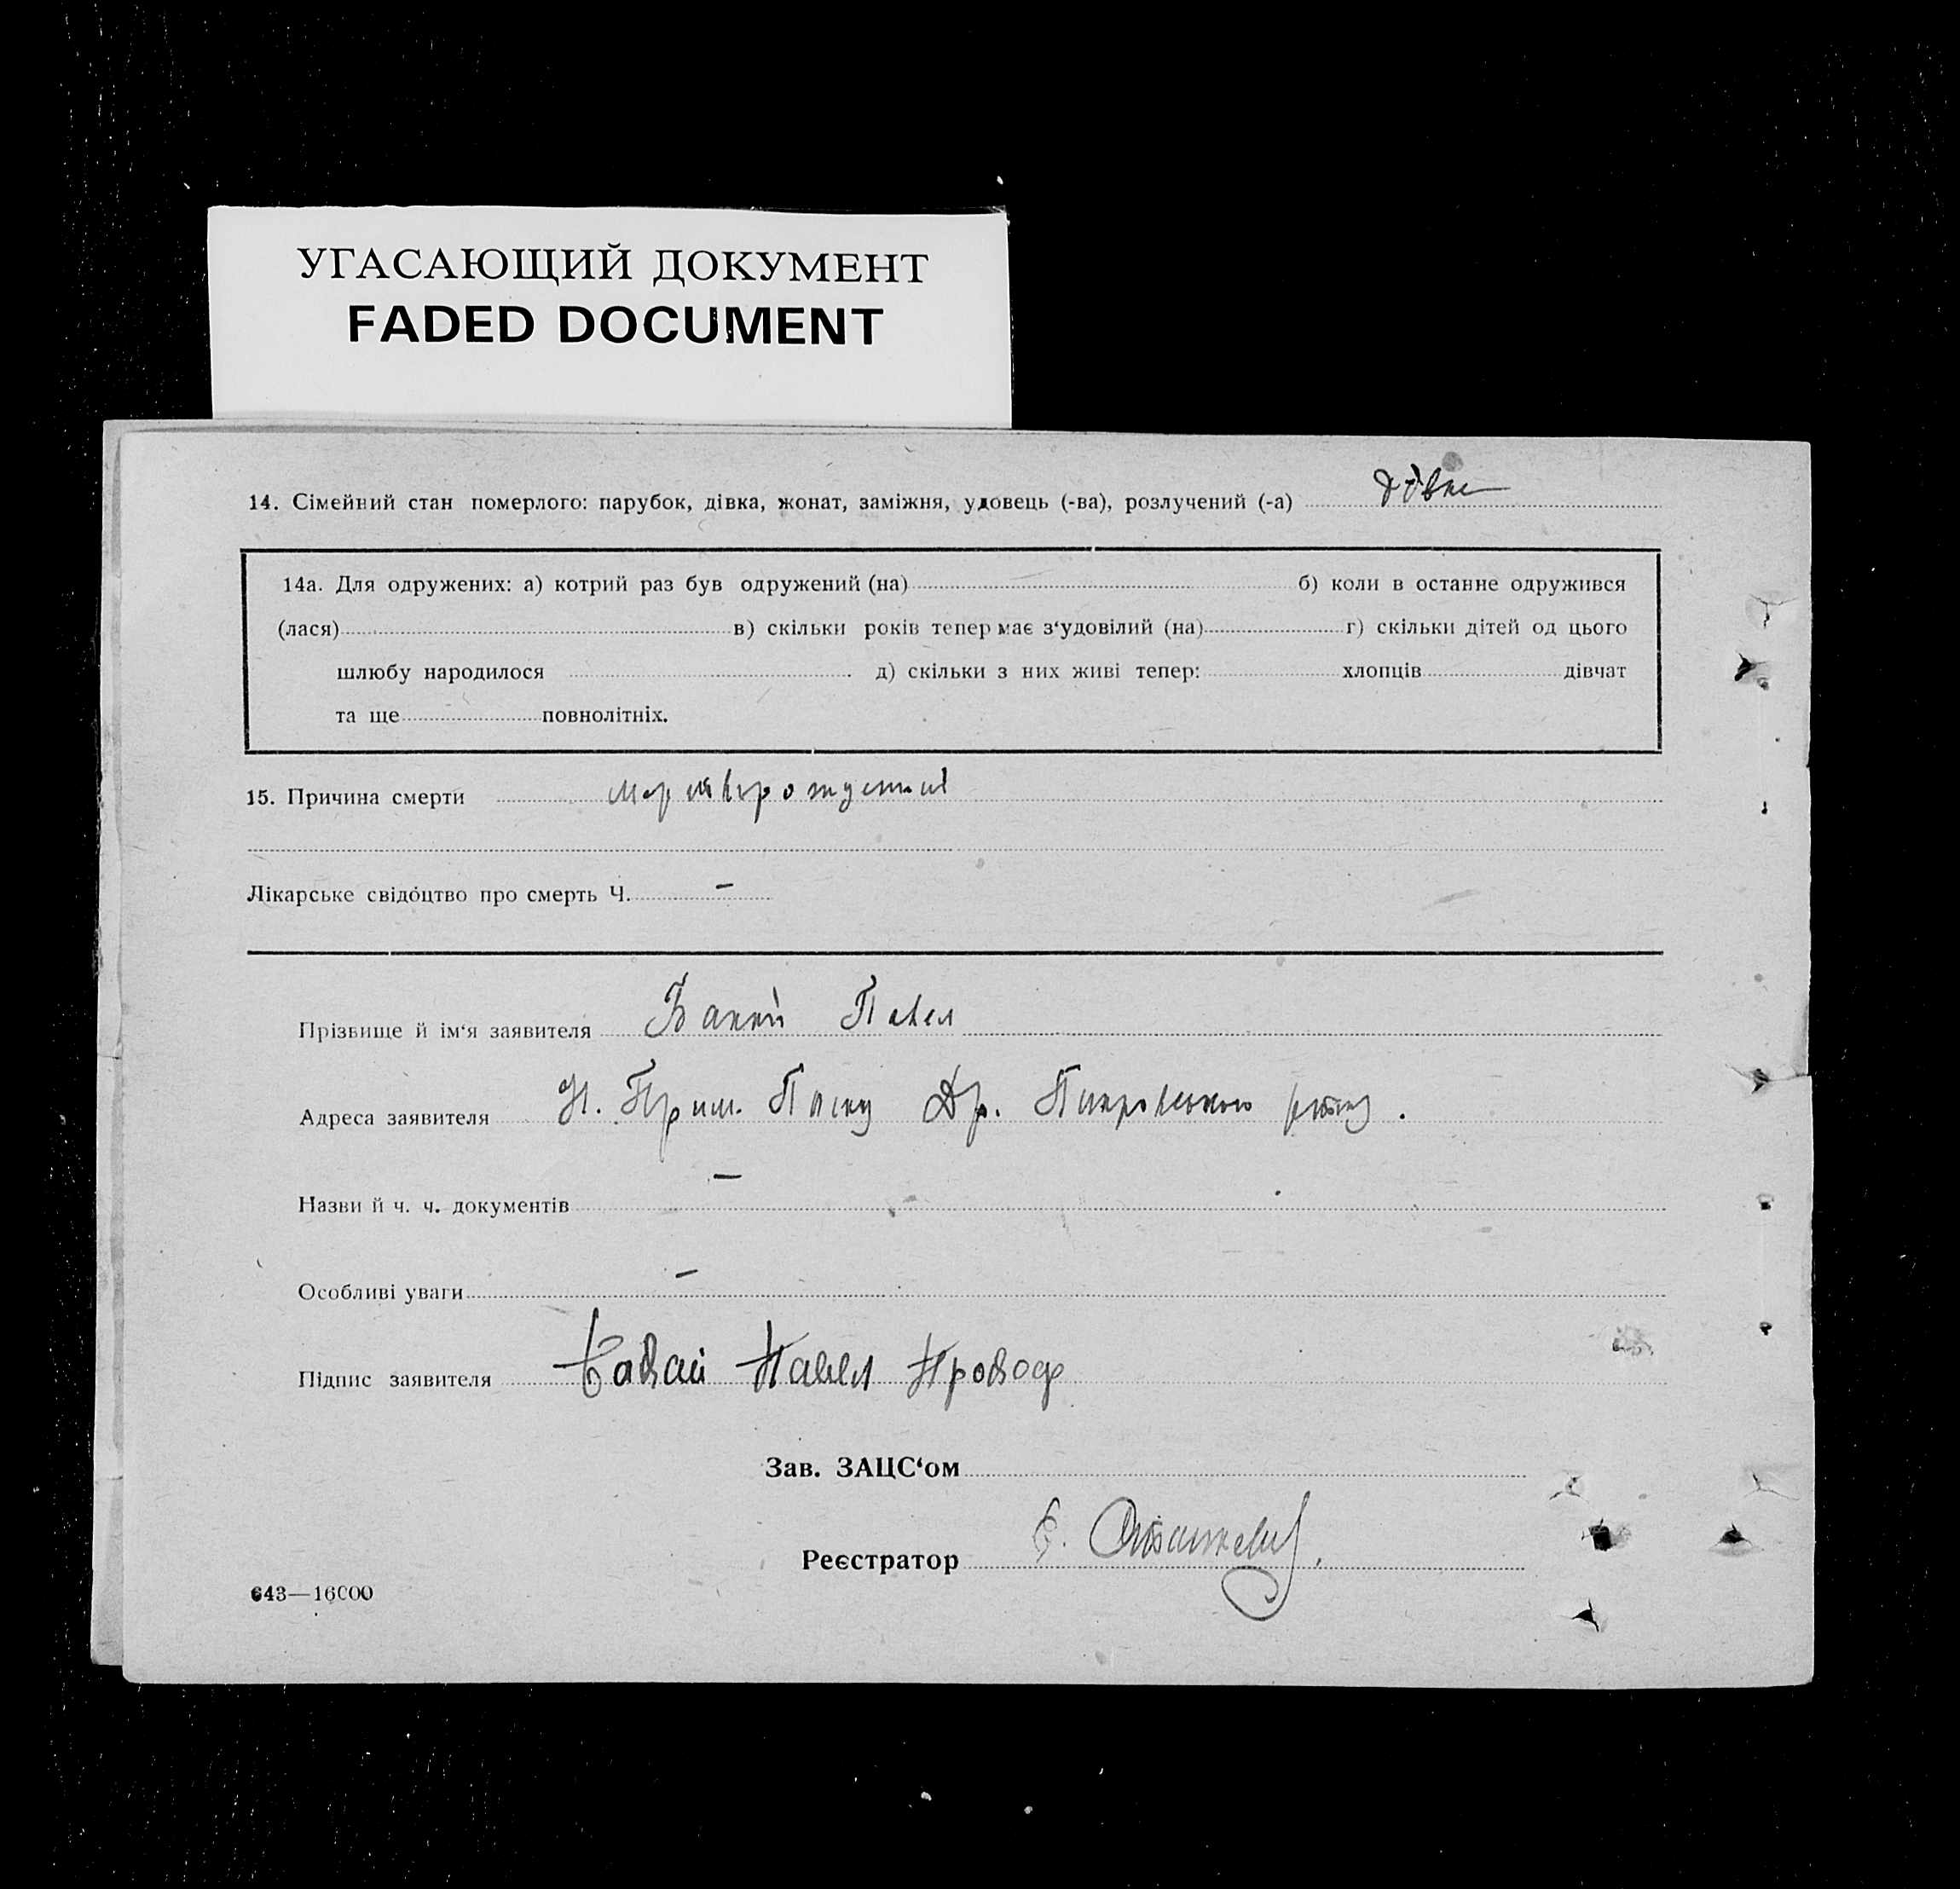 УГАСАЮЩИЙ ДОКУМЕНТ
FADED DOCUMENT
14. Сімейний стан померлого: парубок, дівка, жонат, заміжня, удовець (-ва), розлучений (-а) дівка
14а. Для одружених: а) котрий раз був одружений (на) б) коли в останне одружився
(лася) в) скільки років тепер має з‘удовілий (на) г) скільки дітей од цього
шлюбу народилося д) скільки з них живі тепер: хлопців дівчат
та ще повнолітніх.
15. Причина смерти
Лікарське свідоцтво про смерть Ч. –
Прізвище й ім‘я заявителя Павел
Адреса заявителя Н.
Назви й ч. ч. документів –
Особливі уваги –
Підпис заявителя Павел
Зав. ЗАЦС‘ом
Реєстратор
643—16000